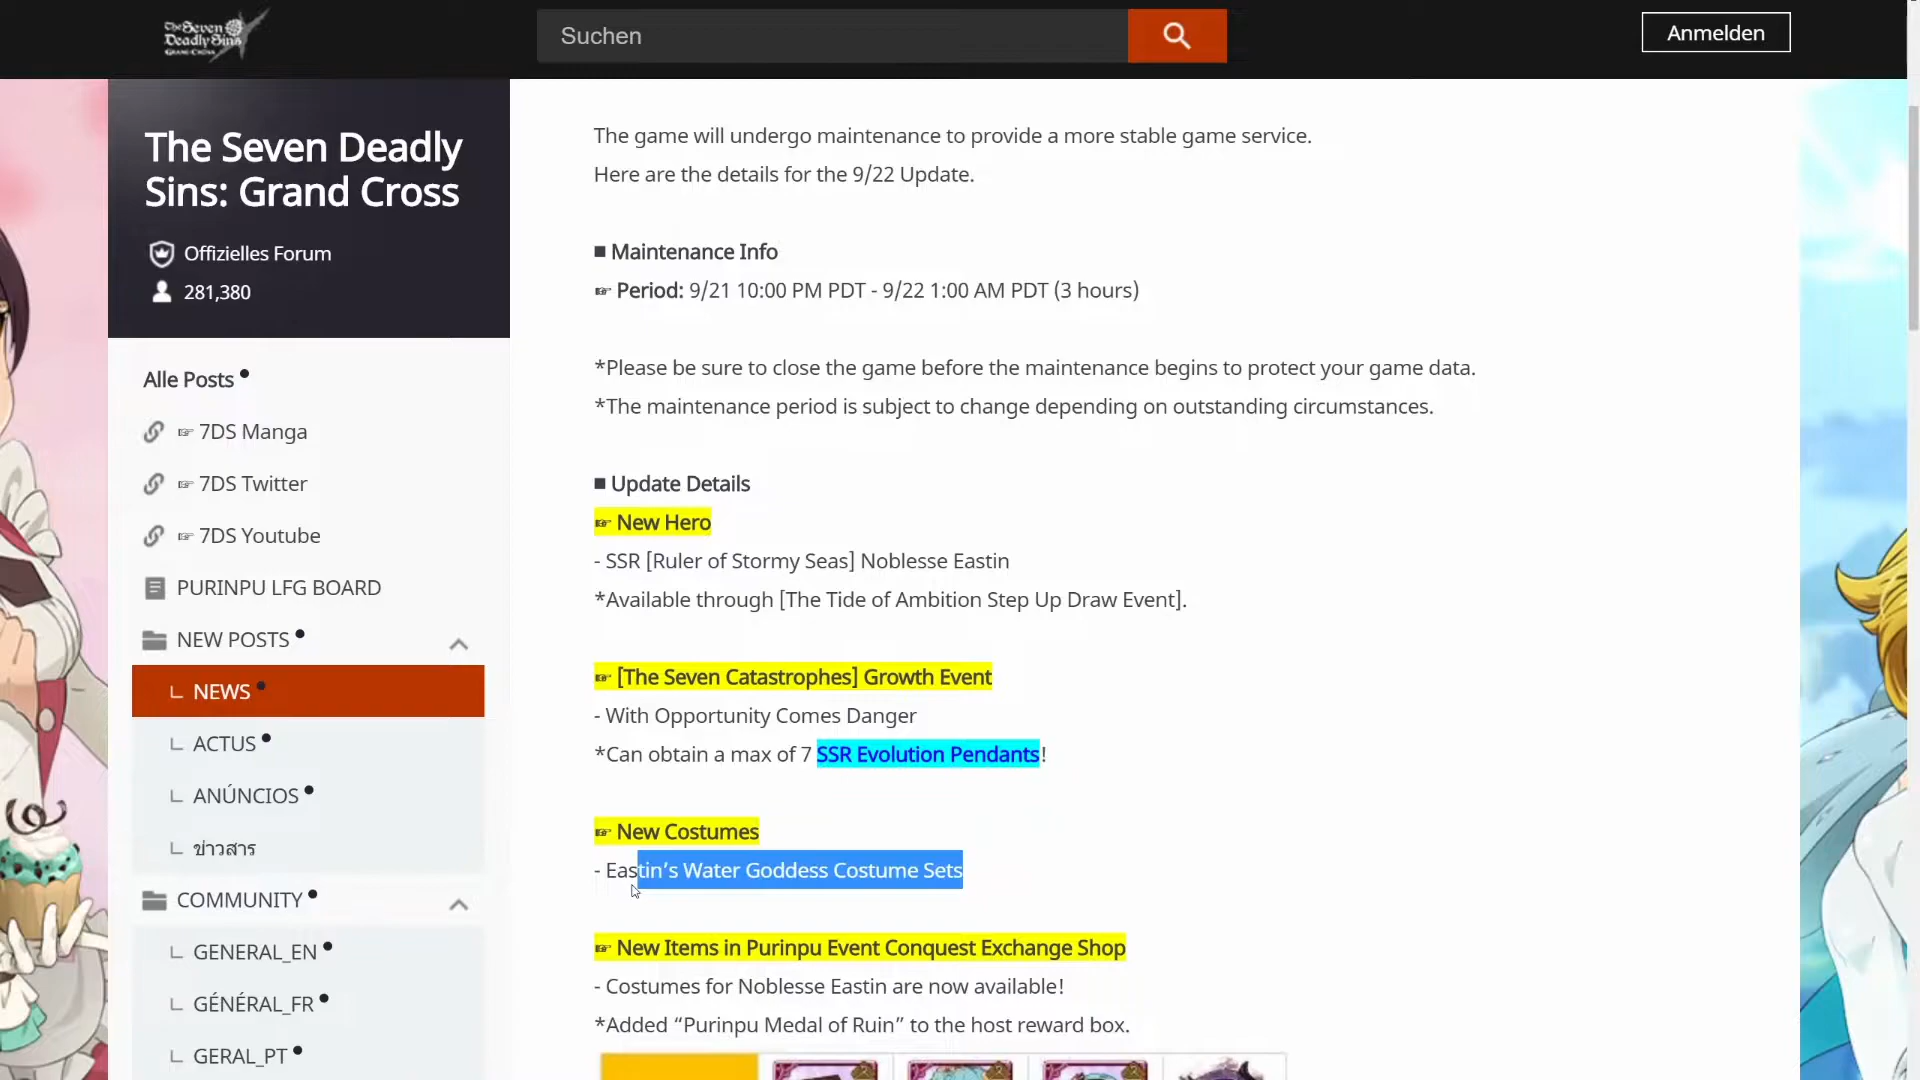 The Seven
Deadly Sins
GRAND CROSS
Suchen
Anmelden
The Seven Deadly
Sins: Grand Cross
Offizielles Forum
281,380
Alle Posts
☞ 7DS Manga
☞ 7DS Twitter
☞ 7DS Youtube
PURINPU LFG BOARD
NEW POSTS
NEWS
ACTUS
ANÚNCIOS
ข่าวสาร
COMMUNITY
GENERAL_EN
GÉNÉRAL_FR
GERAL_PT
The game will undergo maintenance to provide a more stable game service.
Here are the details for the 9/22 Update.
■ Maintenance Info
☞ Period: 9/21 10:00 PM PDT - 9/22 1:00 AM PDT (3 hours)
*Please be sure to close the game before the maintenance begins to protect your game data.
*The maintenance period is subject to change depending on outstanding circumstances.
■ Update Details
☞ New Hero
- SSR [Ruler of Stormy Seas] Noblesse Eastin
*Available through [The Tide of Ambition Step Up Draw Event].
☞ [The Seven Catastrophes] Growth Event
- With Opportunity Comes Danger
*Can obtain a max of 7 SSR Evolution Pendants!
☞ New Costumes
- Eastin’s Water Goddess Costume Sets
☞ New Items in Purinpu Event Conquest Exchange Shop
- Costumes for Noblesse Eastin are now available!
*Added “Purinpu Medal of Ruin” to the host reward box.